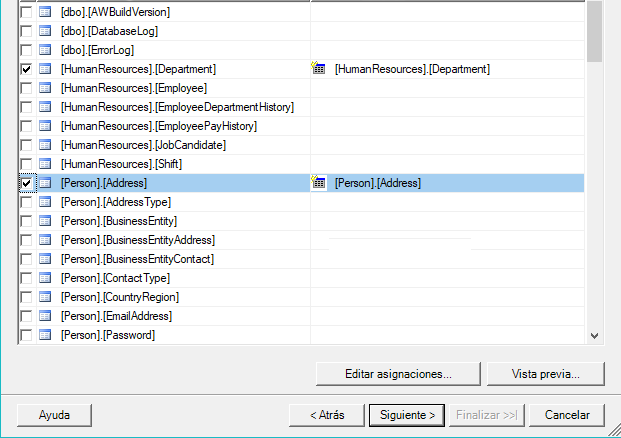 [dbo].[AWBuildVersion]
[dbo].[DatabaseLog]
[dbo].[ErrorLog]
[HumanResources].[Department] [HumanResources].[Department]
[HumanResources].[Employee]
[HumanResources].[EmployeeDepartmentHistory]
[HumanResources].[EmployeePayHistory]
[HumanResources].[JobCandidate]
[HumanResources].[Shift]
[Person].[Address] [Person].[Address]
[Person].[AddressType]
[Person].[BusinessEntity]
[Person].[BusinessEntityAddress]
[Person].[BusinessEntityContact]
[Person].[ContactType]
[Person].[CountryRegion]
[Person].[EmailAddress]
[Person].[Password]
Editar asignaciones... Vista previa...
Ayuda < Atrás Siguiente > Finalizar >>| Cancelar